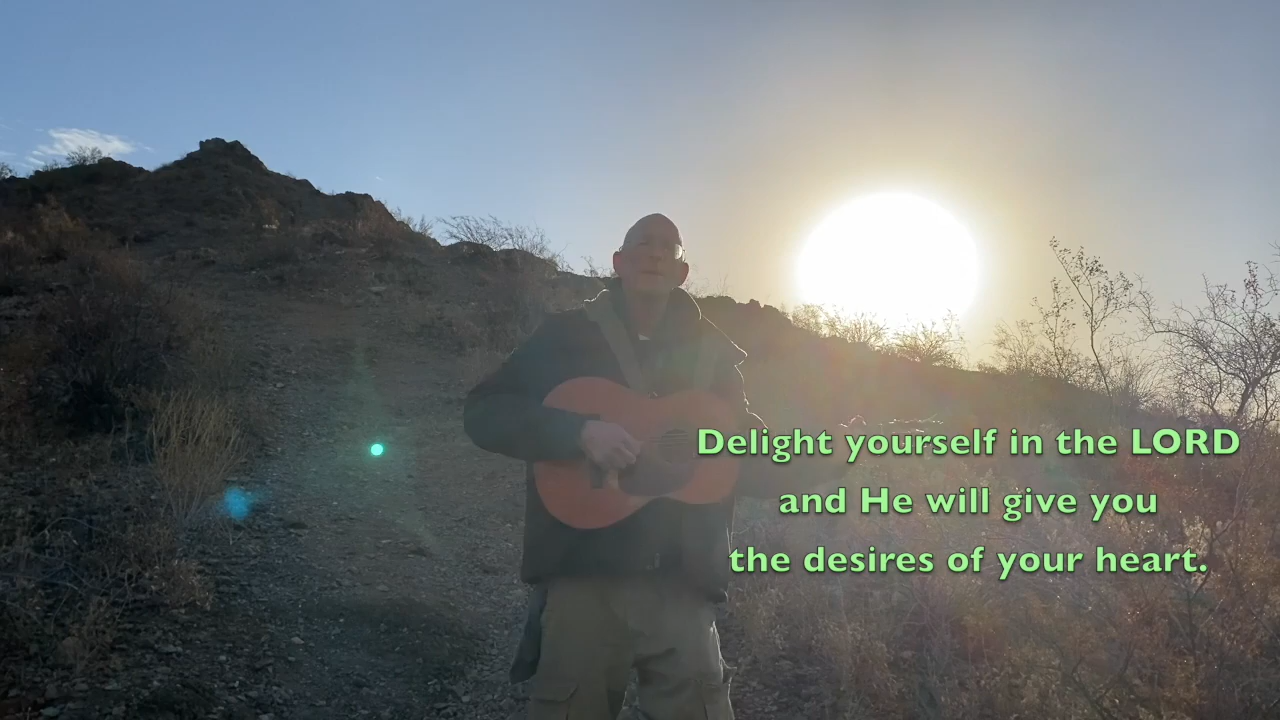 Delight yourself in the LORD
and He will give you
the desires of your heart.